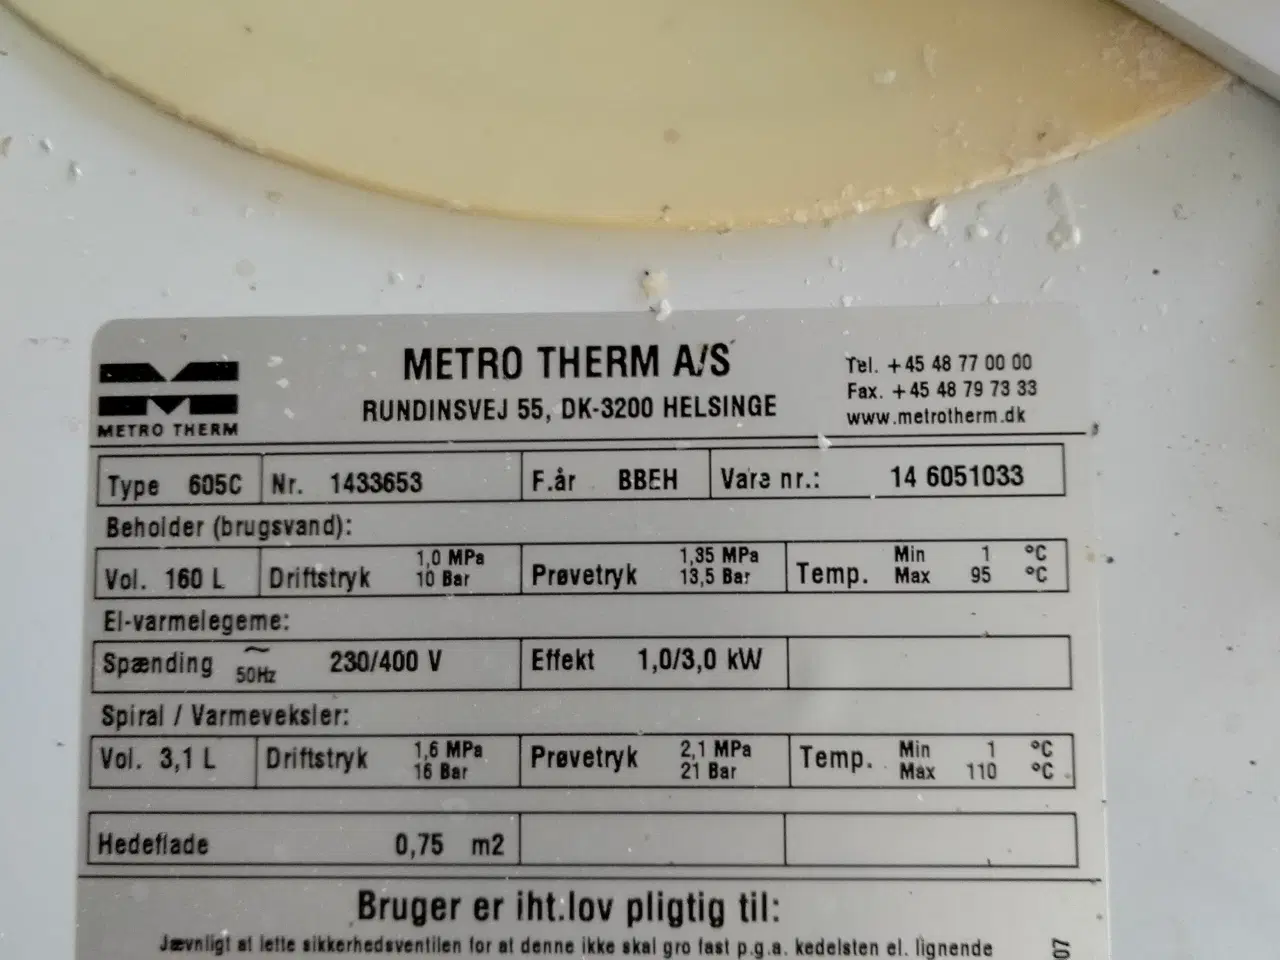 METRO THERM
METRO THERM A/S
RUNDINSVEJ 55, DK-3200 HELSINGE
Tel. +45 48 77 00 00
Fax. +45 48 79 73 33
www.metrotherm.dk
Type 605C Nr. 1433653 F.år BBEH Vare nr.: 14 6051033
Beholder (brugsvand):
Vol. 160 L Driftstryk 1,0 MPa 10 Bar Prøvetryk 1,35 MPa 13,5 Bar Temp. Min 1 °C Max 95 °C
El-varmelegeme:
Spænding ~ 50Hz 230/400 V Effekt 1,0/3,0 kW
Spiral / Varmeveksler:
Vol. 3,1 L Driftstryk 1,6 MPa 16 Bar Prøvetryk 2,1 MPa 21 Bar Temp. Min 1 °C Max 110 °C
Hedeflade 0,75 m2
Bruger er iht.lov pligtig til:
Jævnligt at lette sikkerhedsventilen for at denne ikke skal gro fast p.g.a. kedelsten el. lignende
07